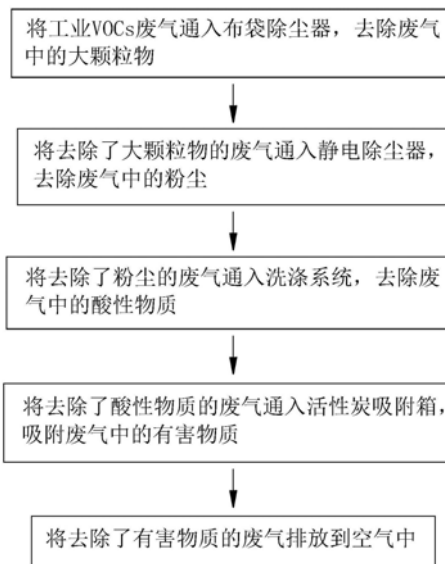 将工业VOCs废气通入布袋除尘器，去除废气
中的大颗粒物
将去除了大颗粒物的废气通入静电除尘器，
去除废气中的粉尘
将去除了粉尘的废气通入洗涤系统，去除废
气中的酸性物质
将去除了酸性物质的废气通入活性炭吸附箱，
吸附废气中的有害物质
将去除了有害物质的废气排放到空气中